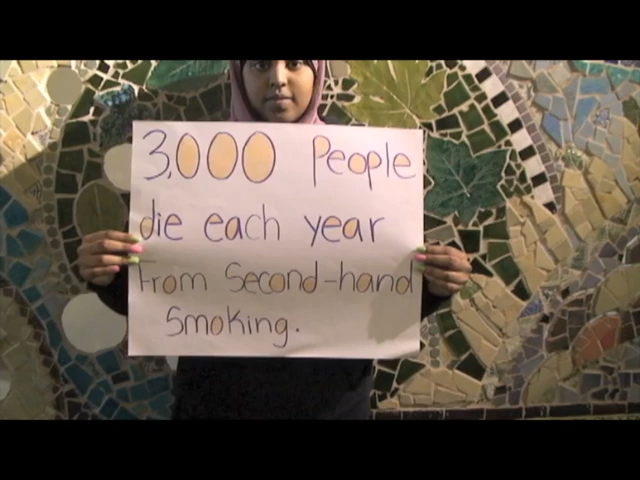 3,000 People
die each year
From Second-hand
Smoking.